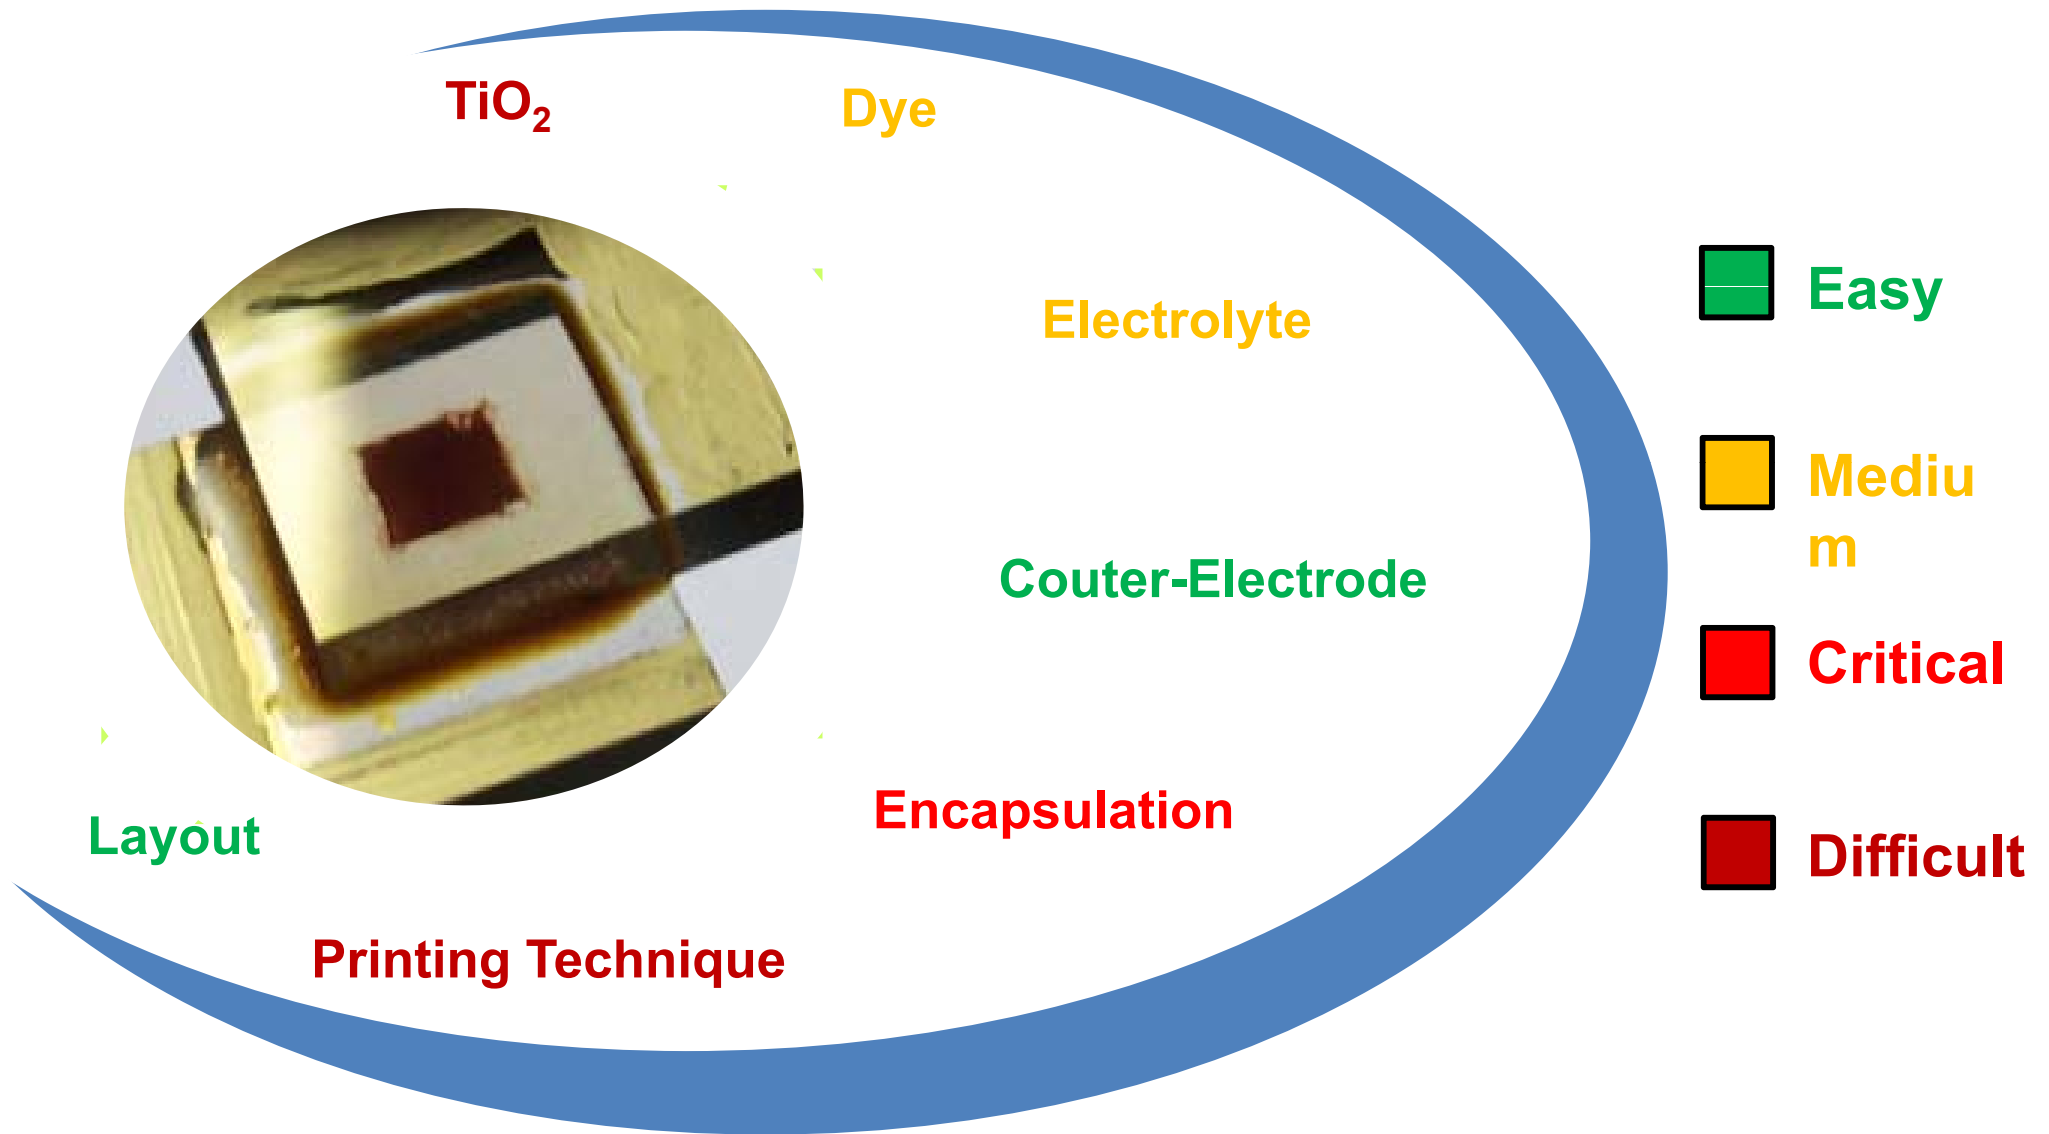 TiO₂
Dye
Electrolyte
Couter-Electrode
Encapsulation
Layout
Printing Technique
Easy
Mediu
m
Critical
Difficult